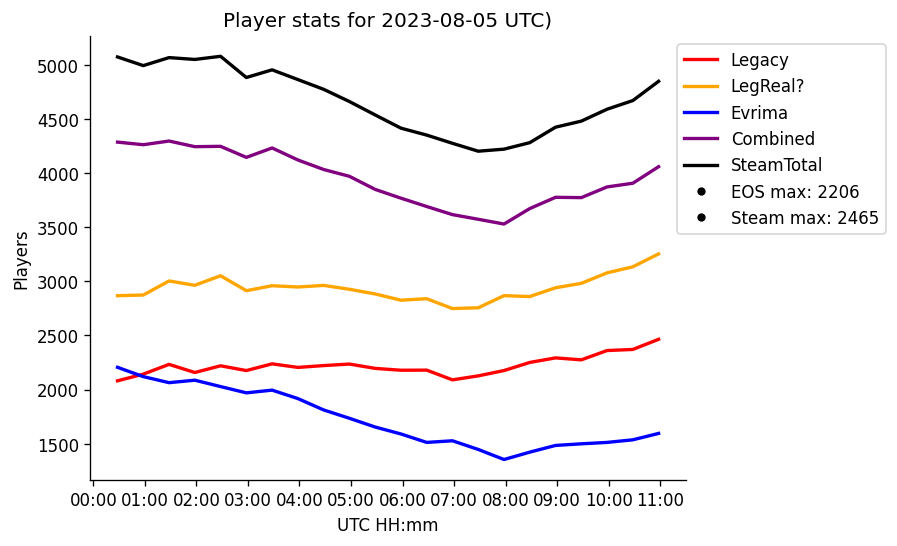 Player stats for 2023-08-05 UTC)
Legacy
LegReal?
Evrima
Combined
SteamTotal
EOS max: 2206
Steam max: 2465
Players
5000
4500
4000
3500
3000
2500
2000
1500
00:00 01:00 02:00 03:00 04:00 05:00 06:00 07:00 08:00 09:00 10:00 11:00
UTC HH:mm